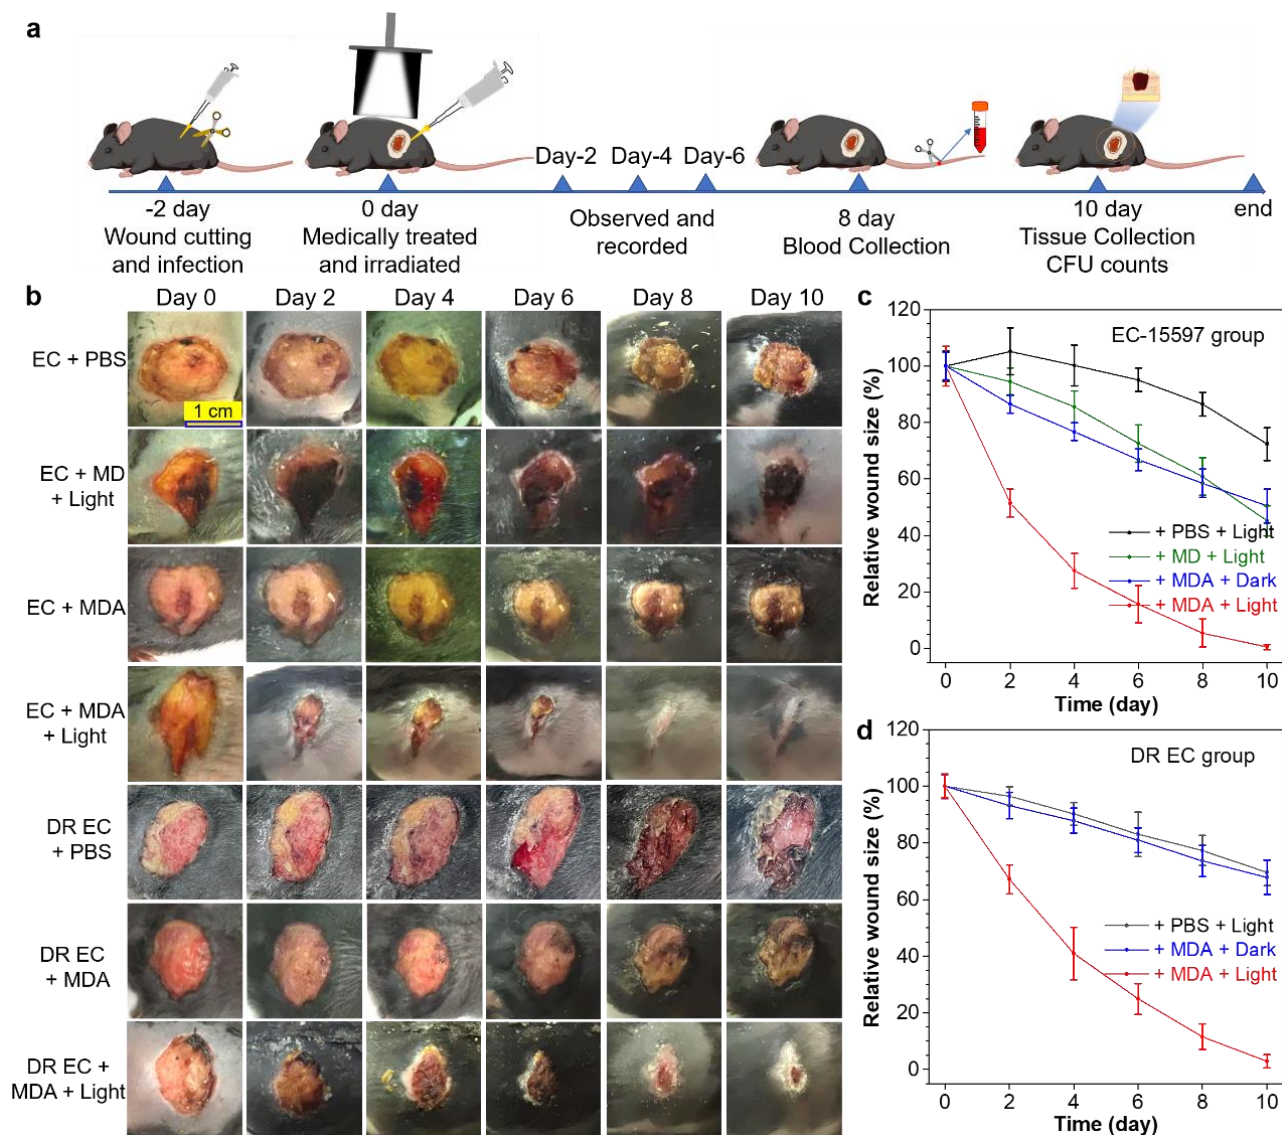 a
Day-2 Day-4 Day-6
-2 day
Wound cutting
and infection
0 day
Medically treated
and irradiated
Observed and
recorded
8 day
Blood Collection
10 day
Tissue Collection
CFU counts
end
b
Day 0 Day 2 Day 4 Day 6 Day 8 Day 10
EC + PBS
1 cm
EC + MD
+ Light
EC + MDA
EC + MDA
+ Light
DR EC
+ PBS
DR EC
+ MDA
DR EC +
MDA + Light
c
EC-15597 group
Relative wound size (%)
120
100
80
60
40
20
0
+ PBS + Light
+ MD + Light
+ MDA + Dark
+ MDA + Light
0 2 4 6 8 10
Time (day)
d
DR EC group
Relative wound size (%)
120
100
80
60
40
20
0
+ PBS + Light
+ MDA + Dark
+ MDA + Light
0 2 4 6 8 10
Time (day)